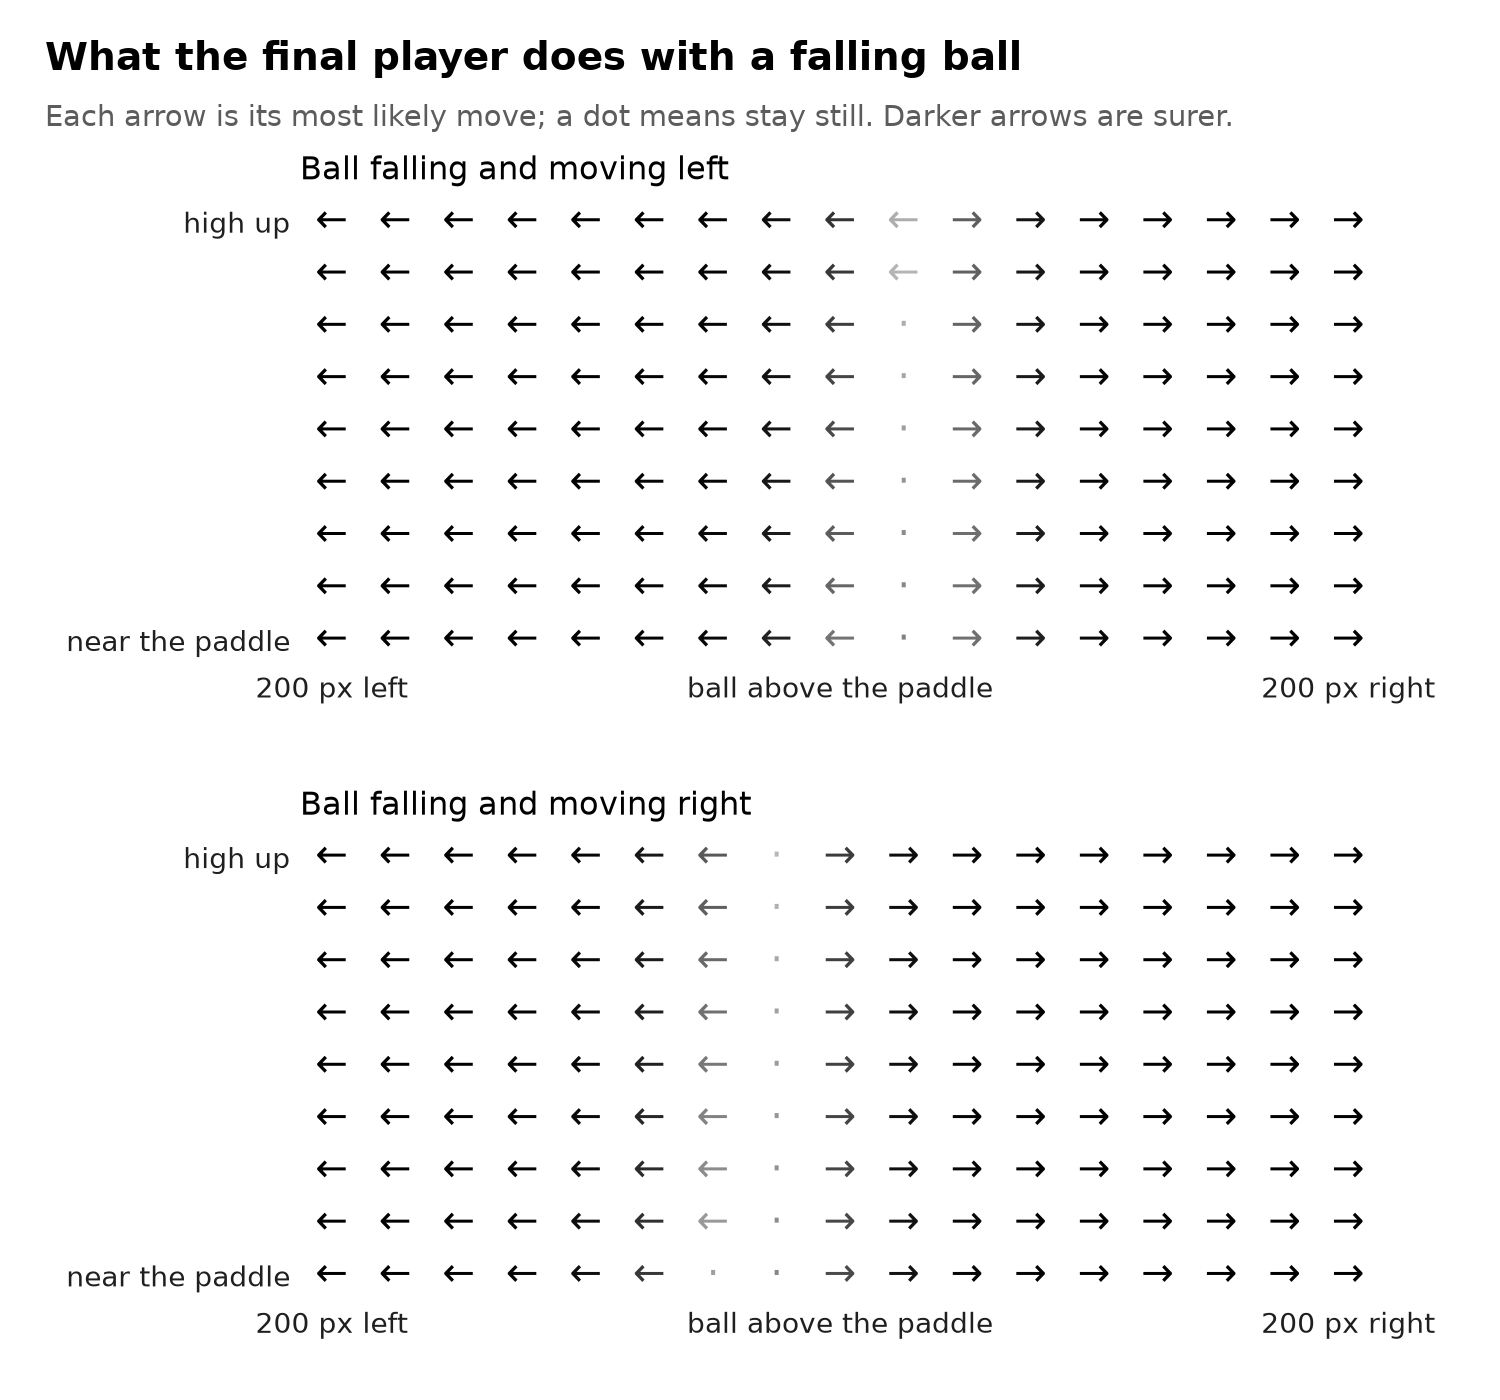 What the final player does with a falling ball
Each arrow is its most likely move; a dot means stay still. Darker arrows are surer.
Ball falling and moving left
high up ← ← ← ← ← ← ← ← ← ← → → → → → → →
← ← ← ← ← ← ← ← ← ← → → → → → → →
← ← ← ← ← ← ← ← ← · → → → → → → →
← ← ← ← ← ← ← ← ← · → → → → → → →
← ← ← ← ← ← ← ← ← · → → → → → → →
← ← ← ← ← ← ← ← ← · → → → → → → →
← ← ← ← ← ← ← ← ← · → → → → → → →
← ← ← ← ← ← ← ← ← · → → → → → → →
near the paddle ← ← ← ← ← ← ← ← ← · → → → → → → →
200 px left ball above the paddle 200 px right
Ball falling and moving right
high up ← ← ← ← ← ← ← · → → → → → → → → →
← ← ← ← ← ← ← · → → → → → → → → →
← ← ← ← ← ← ← · → → → → → → → → →
← ← ← ← ← ← ← · → → → → → → → → →
← ← ← ← ← ← ← · → → → → → → → → →
← ← ← ← ← ← ← · → → → → → → → → →
← ← ← ← ← ← ← · → → → → → → → → →
← ← ← ← ← ← ← · → → → → → → → → →
near the paddle ← ← ← ← ← ← · · → → → → → → → → →
200 px left ball above the paddle 200 px right